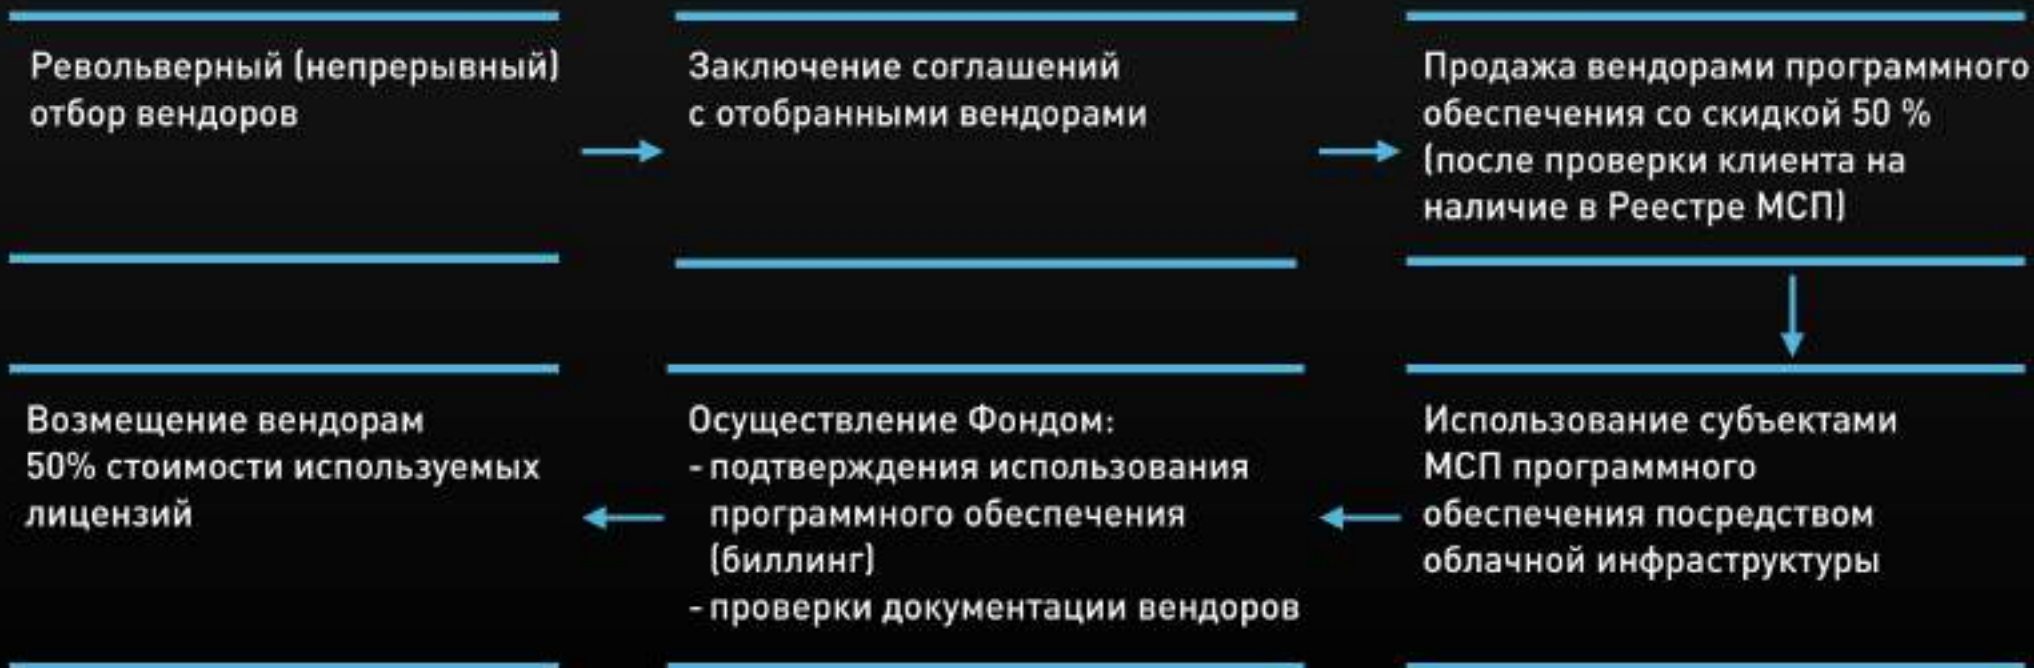 Револьверный (непрерывный)
отбор вендоров
Заключение соглашений
с отобранными вендорами
Продажа вендорами программного
обеспечения со скидкой 50 %
(после проверки клиента на
наличие в Реестре МСП)
Возмещение вендорам
50% стоимости используемых
лицензий
Осуществление Фондом:
- подтверждения использования
программного обеспечения
(биллинг)
- проверки документации вендоров
Использование субъектами
МСП программного
обеспечения посредством
облачной инфраструктуры